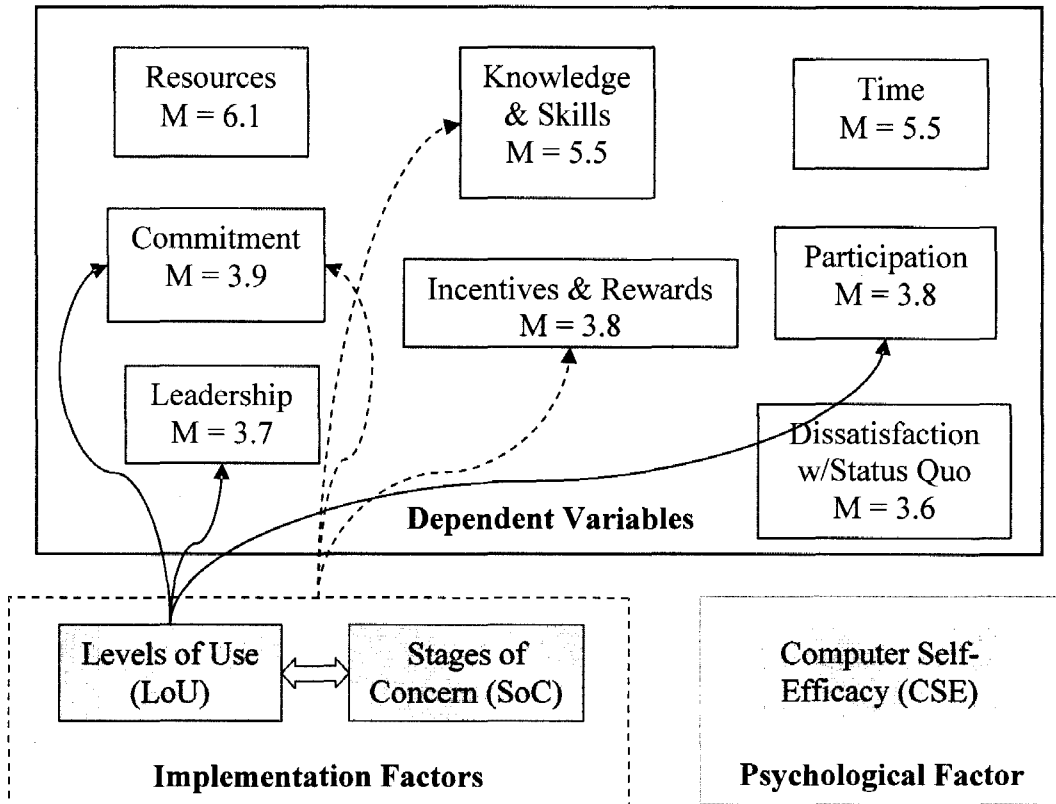 Resources
M = 6.1
Knowledge
& Skills
M = 5.5
Time
M = 5.5
Commitment
M = 3.9
Incentives & Rewards
M = 3.8
Participation
M = 3.8
Leadership
M = 3.7
Dissatisfaction
w/Status Quo
M = 3.6
Dependent Variables
Levels of Use
(LoU)
Stages of
Concern (SoC)
Computer Self-
Efficacy (CSE)
Implementation Factors
Psychological Factor